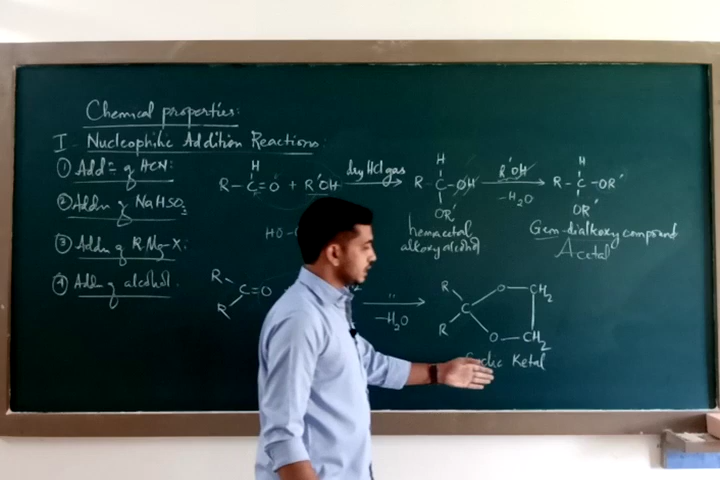 Chemical properties:
I Nucleophilic Addition Reactions:
① Addn of HCN:
② Addn of NaHSO3
③ Addn of R-Mg-X:
④ Addn of alcohol.
H H H
R-C=O + R'OH dry HCl gas R-C-OH R'OH R-C-OR'
-H2O
OR' OR'
HO-
hemiacetal
alkoxy alcohol
Gem-dialkoxy compound
Acetal
R
C=O
R
-H2O
R O CH2
C
R O-CH2
Cyclic Ketal